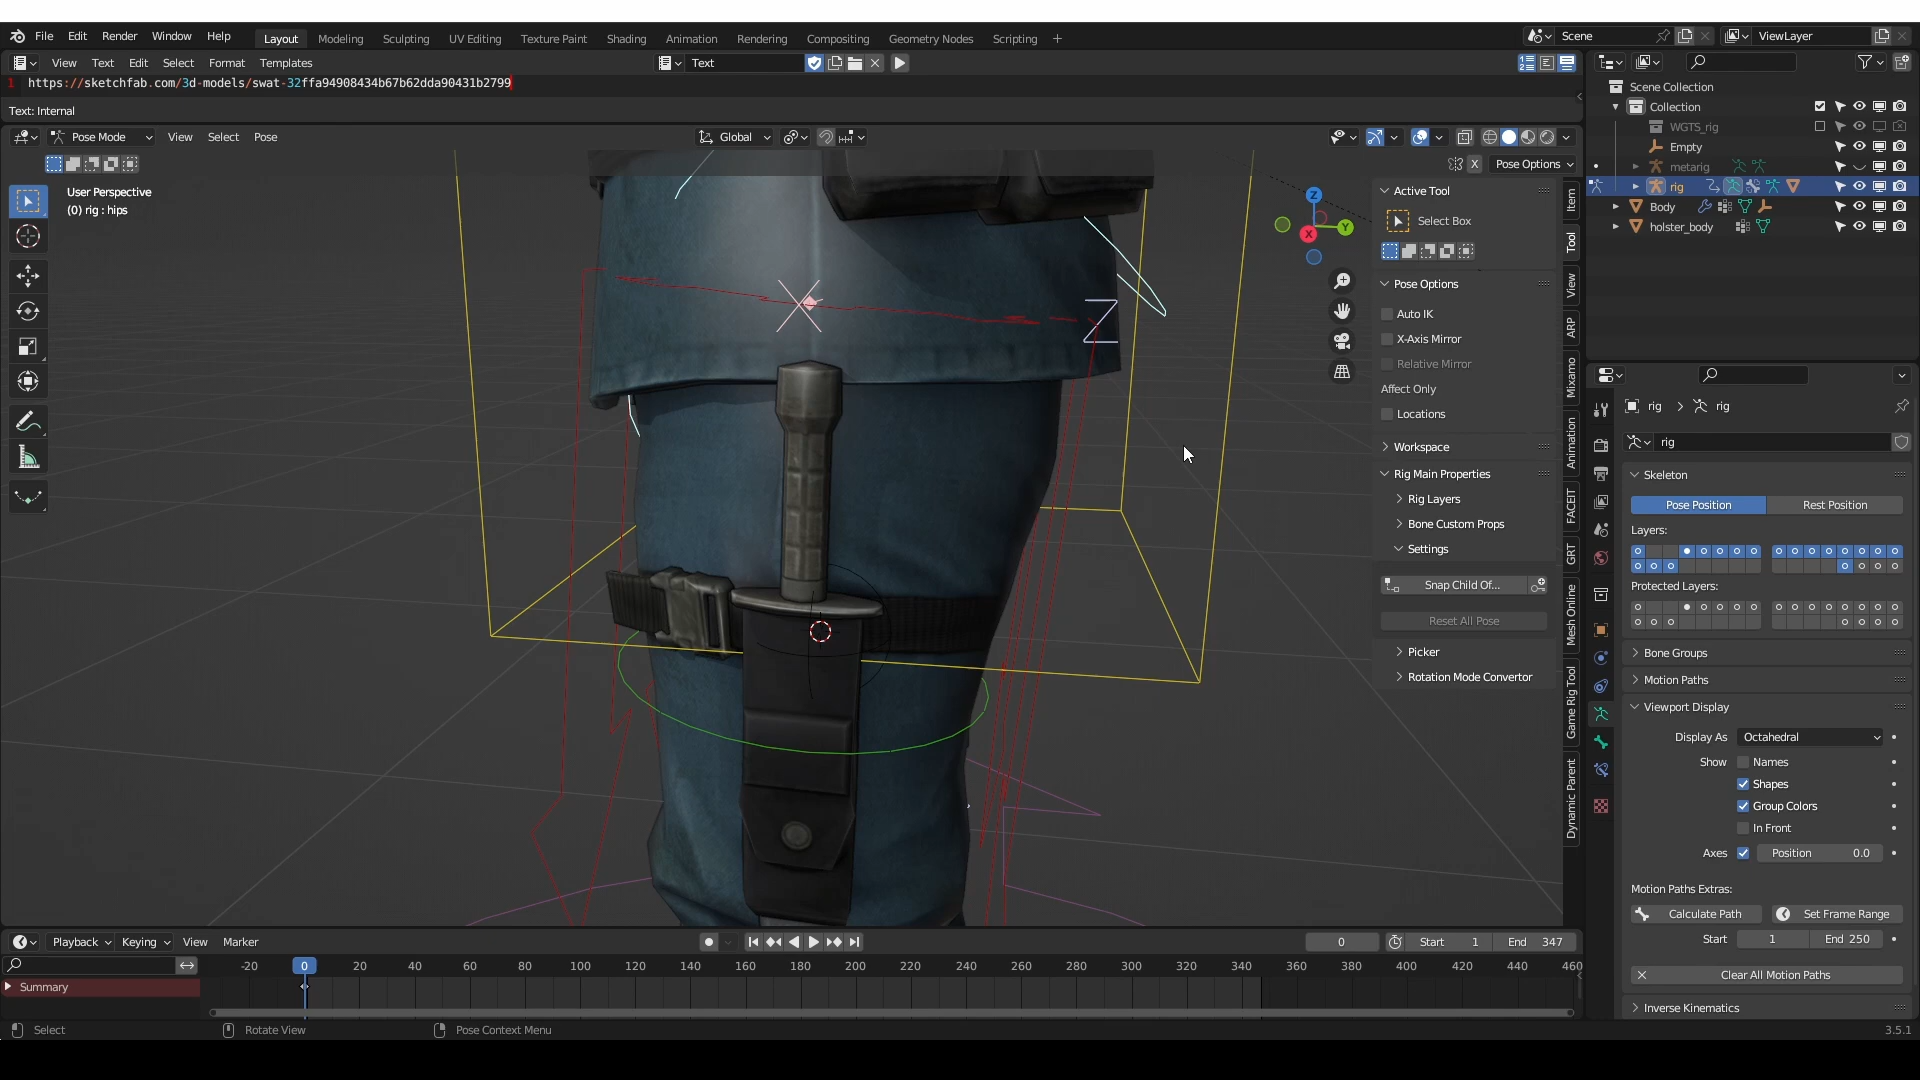 File Edit Render Window Help Layout Modeling Sculpting UV Editing Texture Paint Shading Animation Rendering Compositing Geometry Nodes Scripting + Scene ViewLayer
View Text Edit Select Format Templates Text
1 https://sketchfab.com/3d-models/swat-32ffa94908434b67b62dda90431b2799
Text: Internal
Pose Mode View Select Pose Global
X Pose Options
User Perspective
(0) rig : hips
Z
Y
X
Z
Active Tool
Select Box
Pose Options
Auto IK
X-Axis Mirror
Relative Mirror
Affect Only
Locations
Workspace
Rig Main Properties
Rig Layers
Bone Custom Props
Settings
Snap Child Of...
Reset All Pose
Picker
Rotation Mode Convertor
Item
Tool
View
ARP
Mixamo
Animation
FACEIT
GRT
Mesh Online
Game Rig Tool
Dynamic Parent
Scene Collection
Collection
WGTS_rig
Empty
metarig
rig
Body
holster_body
rig > rig
rig
Skeleton
Pose Position Rest Position
Layers:
Protected Layers:
Bone Groups
Motion Paths
Viewport Display
Display As Octahedral
Show Names
Shapes
Group Colors
In Front
Axes Position 0.0
Motion Paths Extras:
Calculate Path Set Frame Range
Start 1 End 250
Clear All Motion Paths
Inverse Kinematics
Playback Keying View Marker 0 Start 1 End 347
-20 0 20 40 60 80 100 120 140 160 180 200 220 240 260 280 300 320 340 360 380 400 420 440 460
Summary
Select Rotate View Pose Context Menu 3.5.1